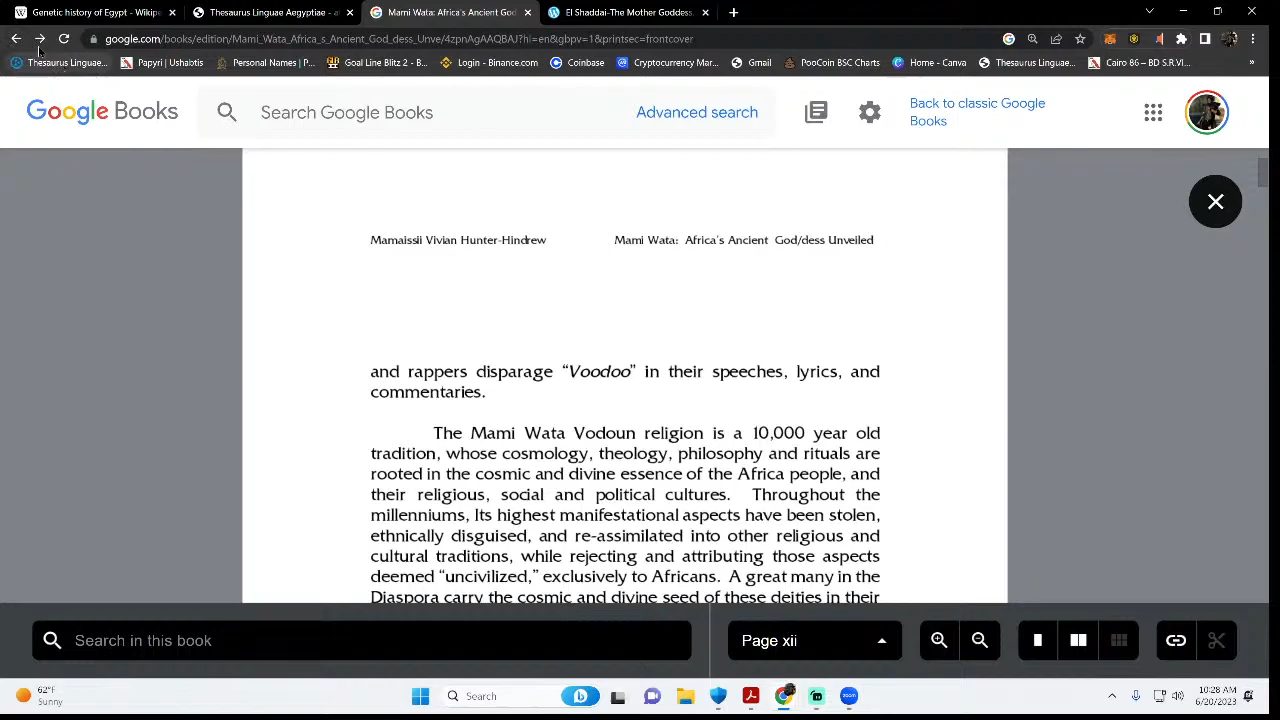 Genetic history of Egypt - Wikipe
Thesaurus Linguae Aegyptiae - a
Mami Wata: Africa's Ancient God
El Shaddai-The Mother Goddess.
google.com/books/edition/Mami_Wata_Africa_s_Ancient_God_dess_Unve/4zpnAgAAQBAJ?hl=en&gbpv=1&printsec=frontcover
Thesaurus Linguae...
Papyri | Ushabtis
Personal Names | P...
Goal Line Blitz 2 - B...
Login - Binance.com
Coinbase
Cryptocurrency Mar...
Gmail
PooCoin BSC Charts
Home - Canva
Thesaurus Linguae...
Cairo 86 – BD S.R.VI...
»
Google Books
Search Google Books
Advanced search
Back to classic Google
Books
Mamaissii Vivian Hunter-Hindrew
Mami Wata: Africa's Ancient God/dess Unveiled
and rappers disparage “Voodoo” in their speeches, lyrics, and
commentaries.
The Mami Wata Vodoun religion is a 10,000 year old
tradition, whose cosmology, theology, philosophy and rituals are
rooted in the cosmic and divine essence of the Africa people, and
their religious, social and political cultures. Throughout the
millenniums, Its highest manifestational aspects have been stolen,
ethnically disguised, and re-assimilated into other religious and
cultural traditions, while rejecting and attributing those aspects
deemed “uncivilized,” exclusively to Africans. A great many in the
Diaspora carry the cosmic and divine seed of these deities in their
Search in this book
Page xii
62°F
Sunny
Search
zoom
10:28 AM
6/20/2023